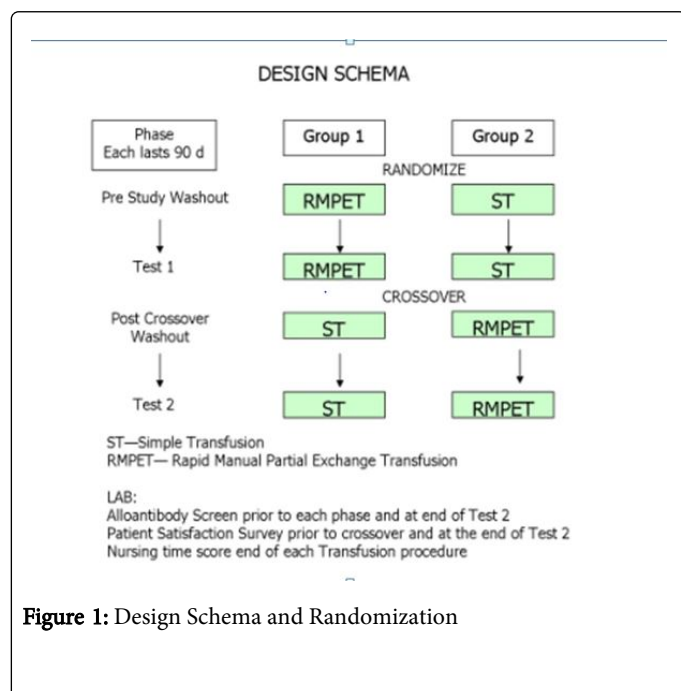 DESIGN SCHEMA
Phase
Each lasts 90 d
Group 1
Group 2
RANDOMIZE
Pre Study Washout
RMPET
ST
Test 1
RMPET
ST
CROSSOVER
Post Crossover
Washout
ST
RMPET
Test 2
ST
RMPET
ST—Simple Transfusion
RMPET— Rapid Manual Partial Exchange Transfusion
LAB:
Alloantibody Screen prior to each phase and at end of Test 2
Patient Satisfaction Survey prior to crossover and at the end of Test 2
Nursing time score end of each Transfusion procedure
Figure 1: Design Schema and Randomization